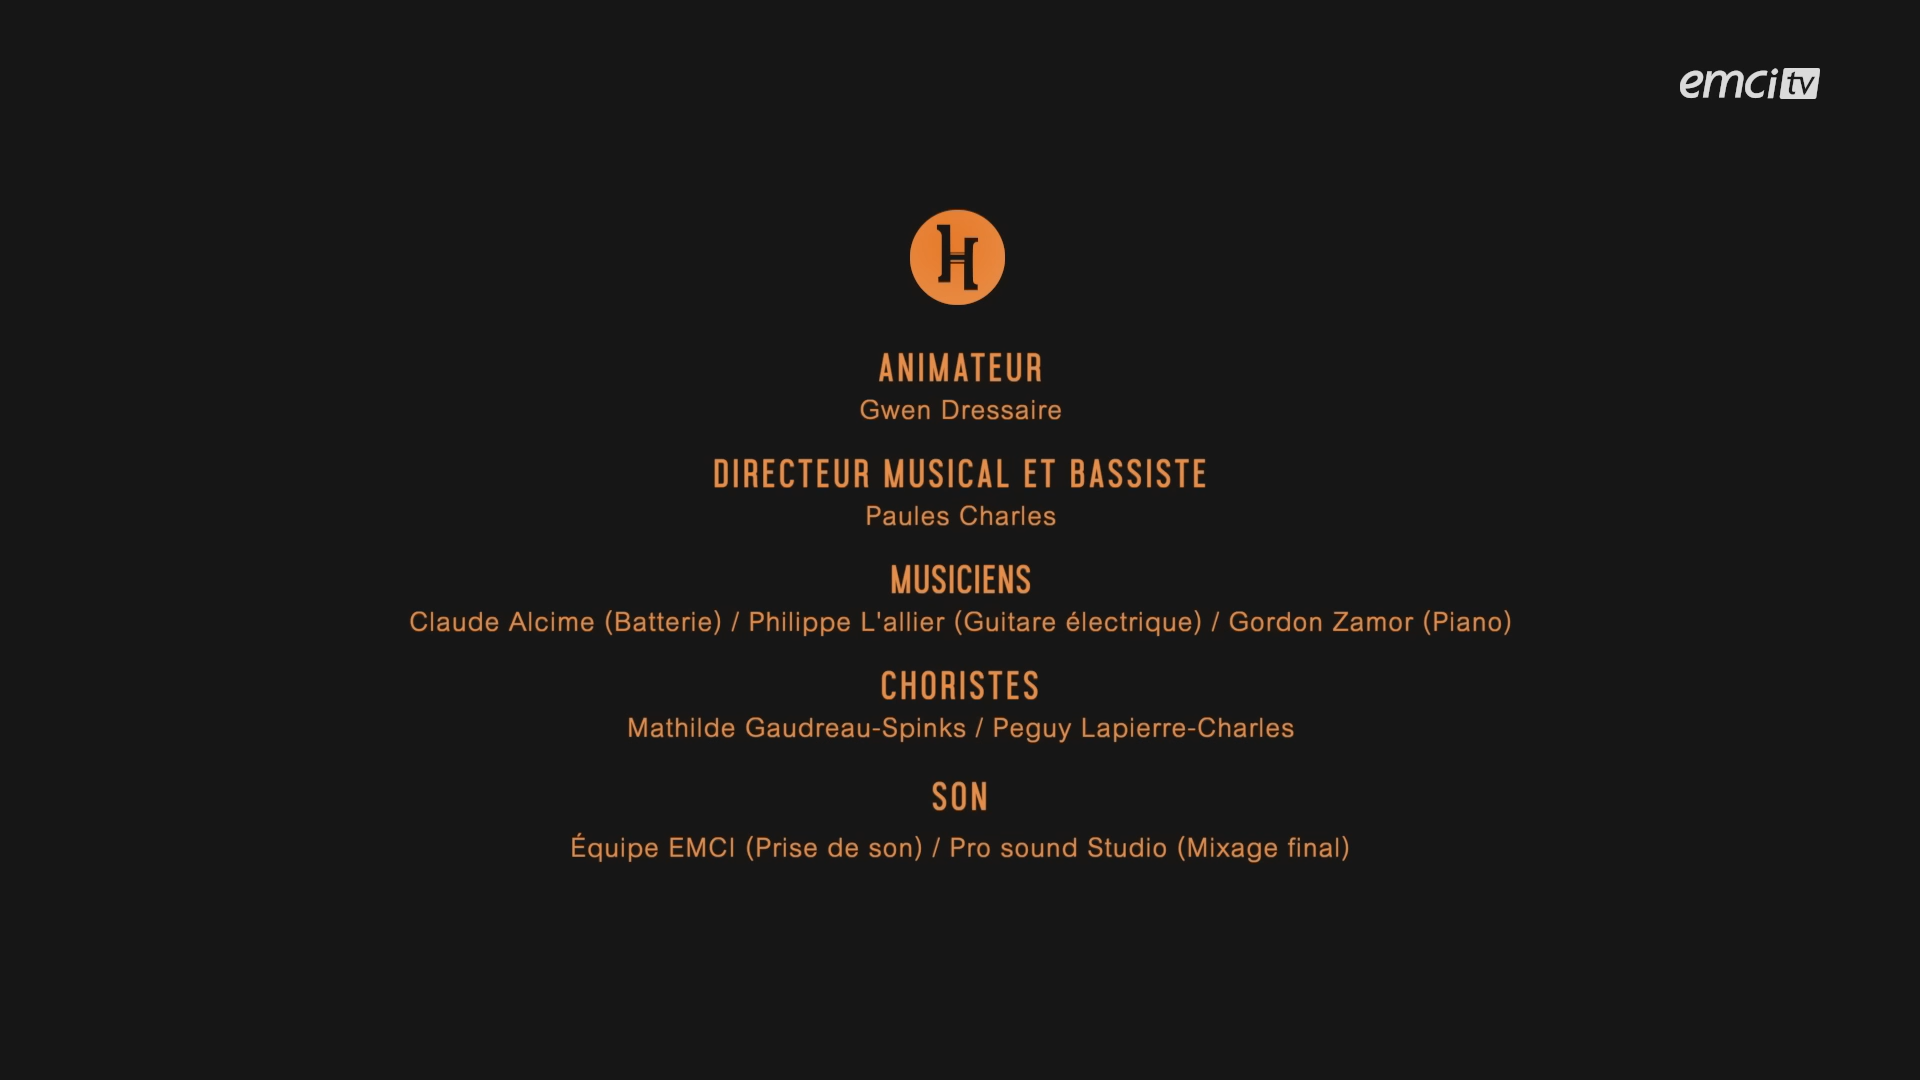 emci tv
H
ANIMATEUR
Gwen Dressaire
DIRECTEUR MUSICAL ET BASSISTE
Paules Charles
MUSICIENS
Claude Alcime (Batterie) / Philippe L'allier (Guitare électrique) / Gordon Zamor (Piano)
CHORISTES
Mathilde Gaudreau-Spinks / Peguy Lapierre-Charles
SON
Équipe EMCI (Prise de son) / Pro sound Studio (Mixage final)